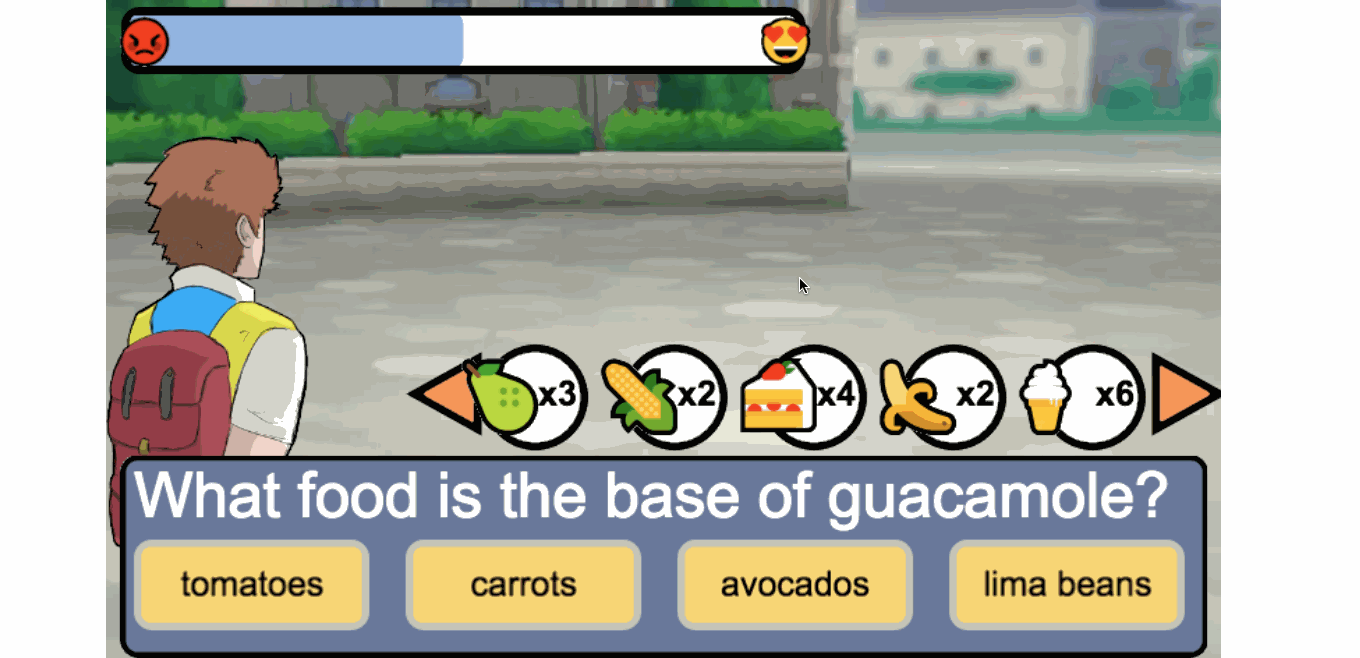 x3 x2 x4 x2 x6
What food is the base of guacamole?
tomatoes carrots avocados lima beans